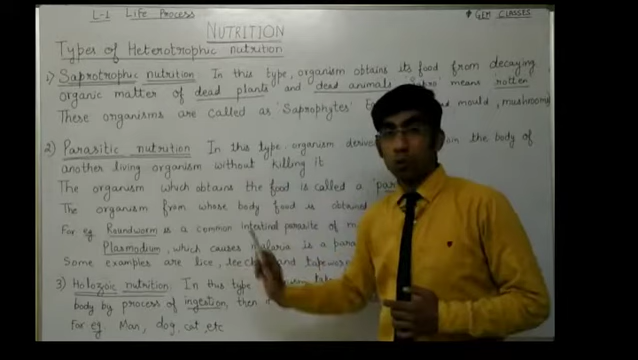 L-1 Life Process
GEM CLASSES
NUTRITION
Types of Heterotrophic nutrition
1) Saprotrophic nutrition In this type, organism obtains its food from decaying
organic matter of dead plants and dead animals. 'Sapro' means 'rotten
These organisms are called as 'Saprophytes' mould, mushrooms
2) Parasitic nutrition In this type organism the body of
another living organism without killing it
The organism which obtains the food is called a
The organism from whose body food is obtained
For eg Roundworm is a common intestinal parasite of
Plasmodium, which causes malaria is a
Some examples are lice, and
3) Holozoic nutrition In this type
body by process of ingestion, then
For eg Man, dog, cat, etc